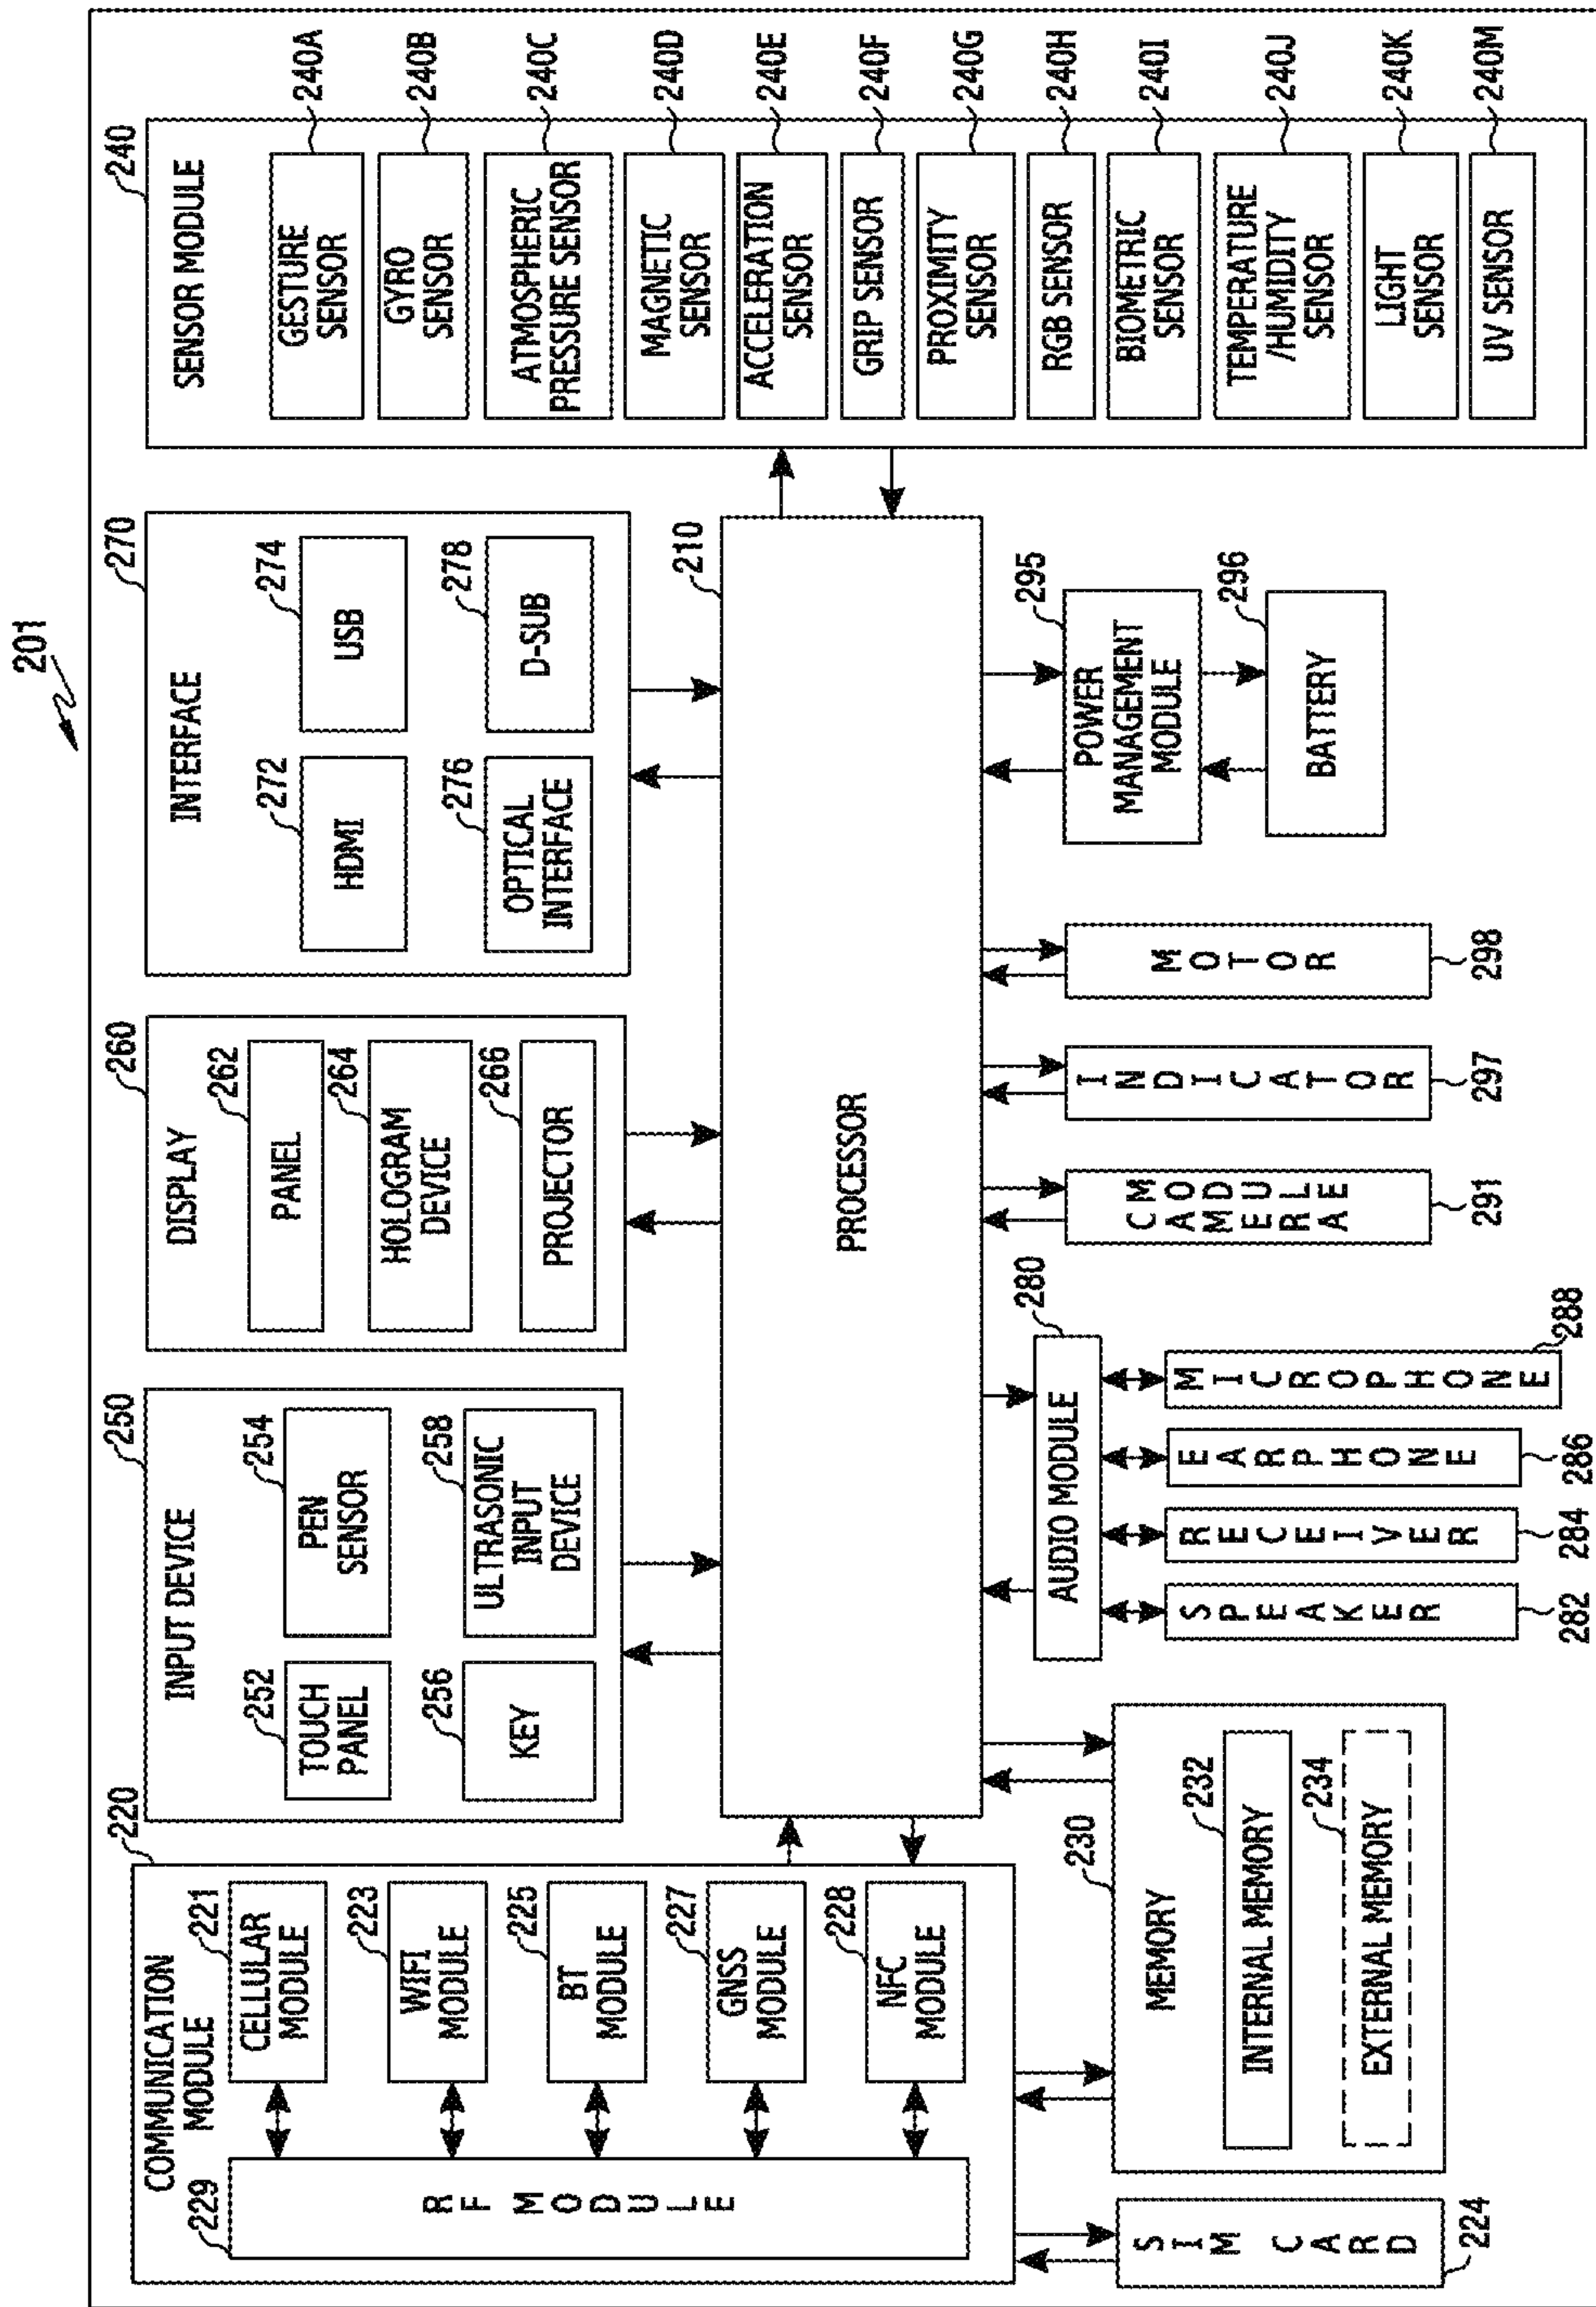 201
COMMUNICATION
MODULE
220
229
RF MODULE
221
CELLULAR
MODULE
223
WIFI
MODULE
225
BT
MODULE
227
GNSS
MODULE
228
NFC
MODULE
INPUT DEVICE
250
252
TOUCH
PANEL
254
PEN
SENSOR
256
KEY
258
ULTRASONIC
INPUT
DEVICE
DISPLAY
260
262
PANEL
264
HOLOGRAM
DEVICE
266
PROJECTOR
INTERFACE
270
272
HDMI
274
USB
276
OPTICAL
INTERFACE
278
D-SUB
SENSOR MODULE
240
GESTURE
SENSOR
240A
GYRO
SENSOR
240B
ATMOSPHERIC
PRESSURE SENSOR
240C
MAGNETIC
SENSOR
240D
ACCELERATION
SENSOR
240E
GRIP SENSOR
240F
PROXIMITY
SENSOR
240G
RGB SENSOR
240H
BIOMETRIC
SENSOR
240I
TEMPERATURE
/HUMIDITY
SENSOR
240J
LIGHT
SENSOR
240K
UV SENSOR
240M
PROCESSOR
210
SIM CARD
224
MEMORY
230
INTERNAL MEMORY
232
EXTERNAL MEMORY
234
AUDIO MODULE
280
SPEAKER
282
RECEIVER
284
EARPHONE
286
MICROPHONE
288
CAMERA
MODULE
291
INDICATOR
297
MOTOR
298
POWER
MANAGEMENT
MODULE
295
BATTERY
296